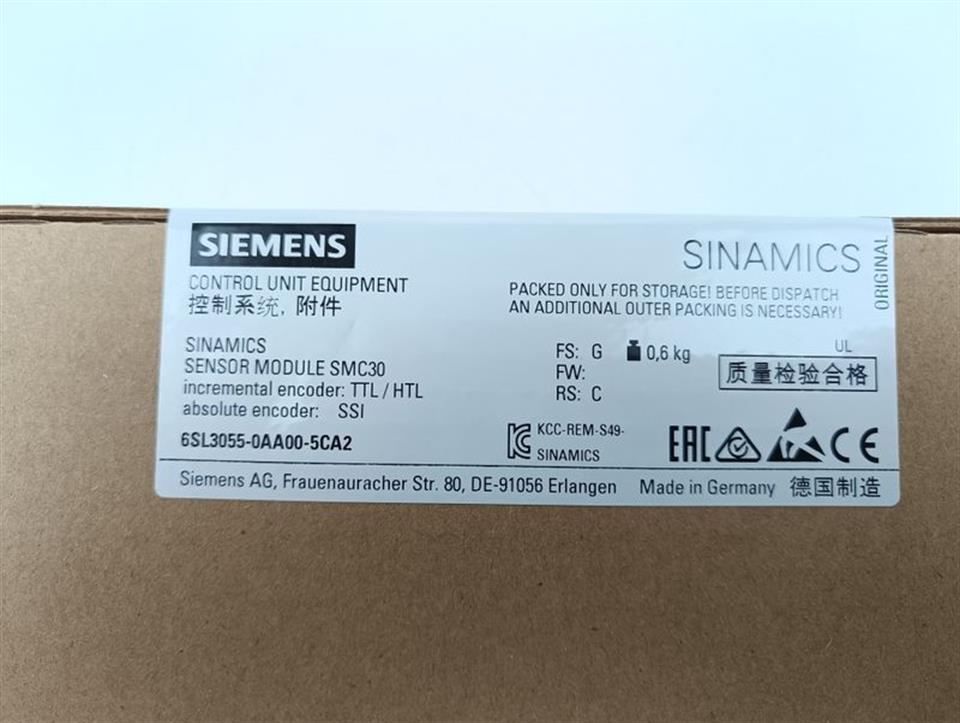 SIEMENS
SINAMICS
ORIGINAL
CONTROL UNIT EQUIPMENT
控制系统, 附件
PACKED ONLY FOR STORAGE! BEFORE DISPATCH
AN ADDITIONAL OUTER PACKING IS NECESSARY!
SINAMICS
SENSOR MODULE SMC30
incremental encoder: TTL / HTL
absolute encoder: SSI
6SL3055-0AA00-5CA2
FS: G 0,6 kg
FW:
RS: C
UL
质量检验合格
KCC-REM-S49-
SINAMICS
EAC
CE
Siemens AG, Frauenauracher Str. 80, DE-91056 Erlangen Made in Germany 德国制造